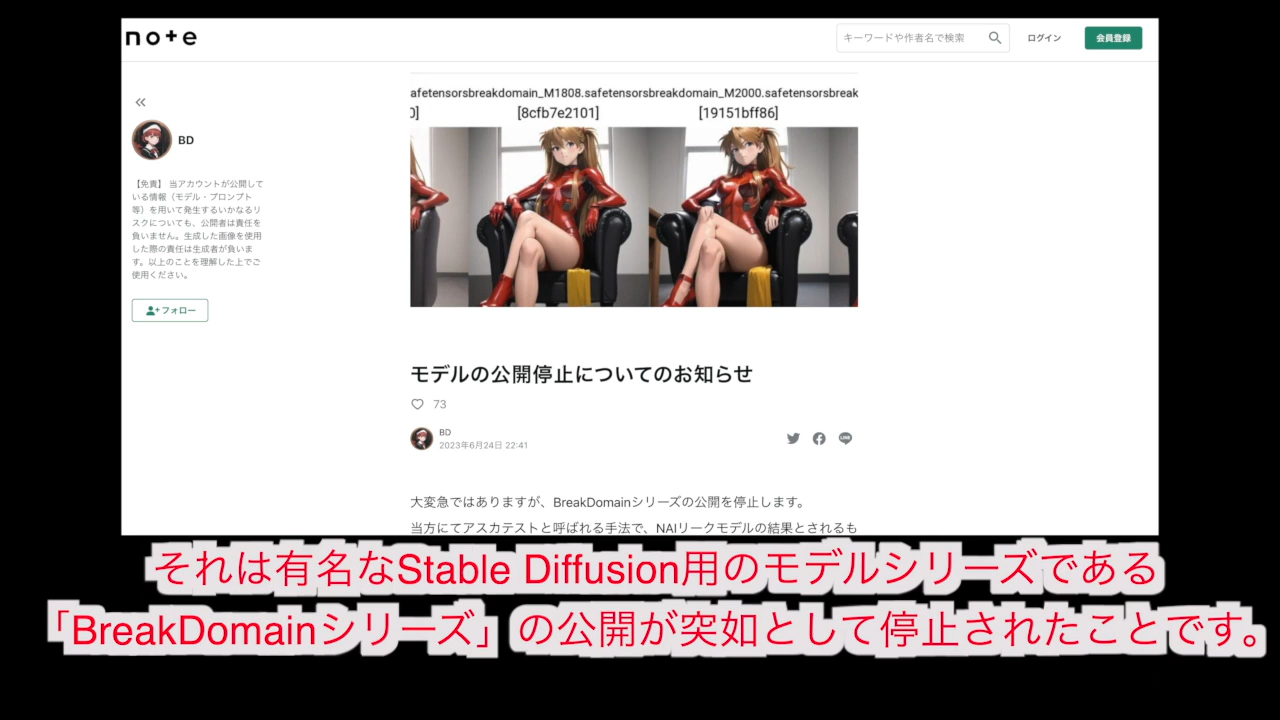 note
キーワードや作者名で検索
ログイン
会員登録
BD
【免責】 当アカウントが公開して
いる情報（モデル・プロンプト
等）を用いて発生するいかなるリ
スクについても、公開者は責任を
負いません。生成した画像を使用
した際の責任は生成者が負いま
す。以上のことを理解した上でご
使用ください。
フォロー
afetensorsbreakdomain_M1808.safetensorsbreakdomain_M2000.safetensorsbreak
0] [8cfb7e2101] [19151bff86]
モデルの公開停止についてのお知らせ
73
BD
2023年6月24日 22:41
LINE
大変急ではありますが、BreakDomainシリーズの公開を停止します。
当方にてアスカテストと呼ばれる手法で、NAIリークモデルの結果とされるも
それは有名なStable Diffusion用のモデルシリーズである
「BreakDomainシリーズ」の公開が突如として停止されたことです。